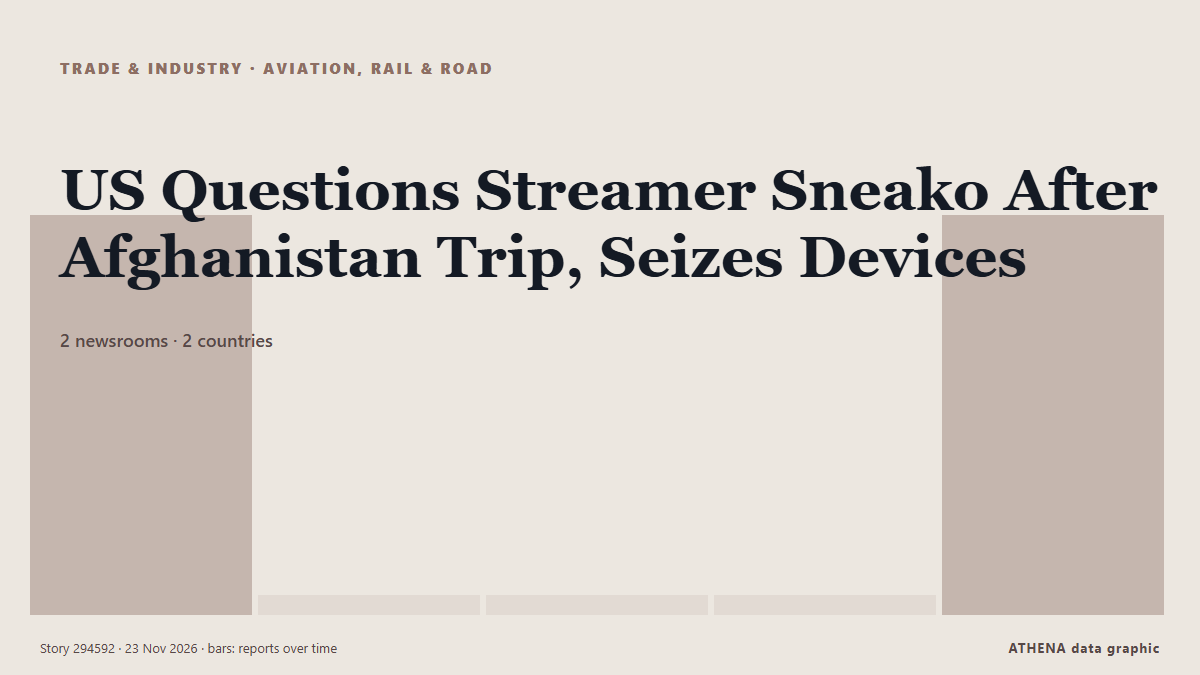 TRADE & INDUSTRY · AVIATION, RAIL & ROAD
US Questions Streamer Sneako After
Afghanistan Trip, Seizes Devices
2 newsrooms · 2 countries
Story 294592 · 23 Nov 2026 · bars: reports over time
ATHENA data graphic